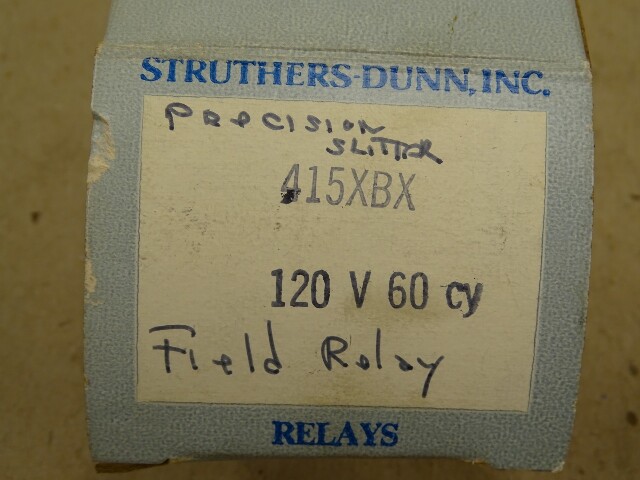 STRUTHERS-DUNN, INC.
PRECISION
SLITTER
415XBX
120 V 60 cy
Field Relay
RELAYS